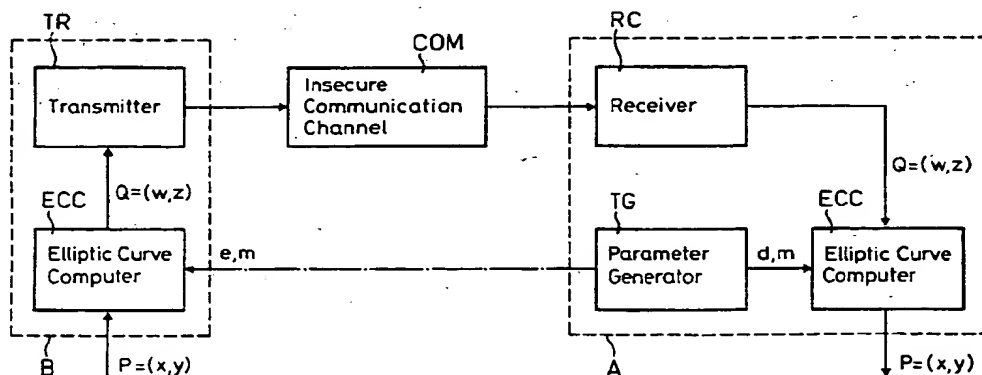 TR
COM
RC
Transmitter
Insecure
Communication
Channel
Receiver
Q=(w,z)
Q=(w,z)
ECC
TG
ECC
Elliptic Curve
Computer
e,m
Parameter
Generator
d,m
Elliptic Curve
Computer
B
P=(x,y)
A
P=(x,y)